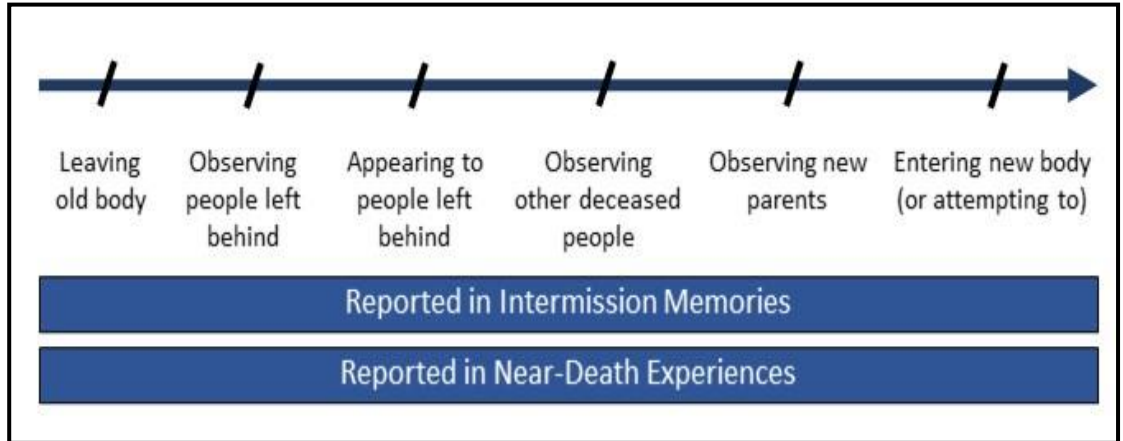 Leaving
old body
Observing
people left
behind
Appearing to
people left
behind
Observing
other deceased
people
Observing new
parents
Entering new body
(or attempting to)
Reported in Intermission Memories
Reported in Near-Death Experiences